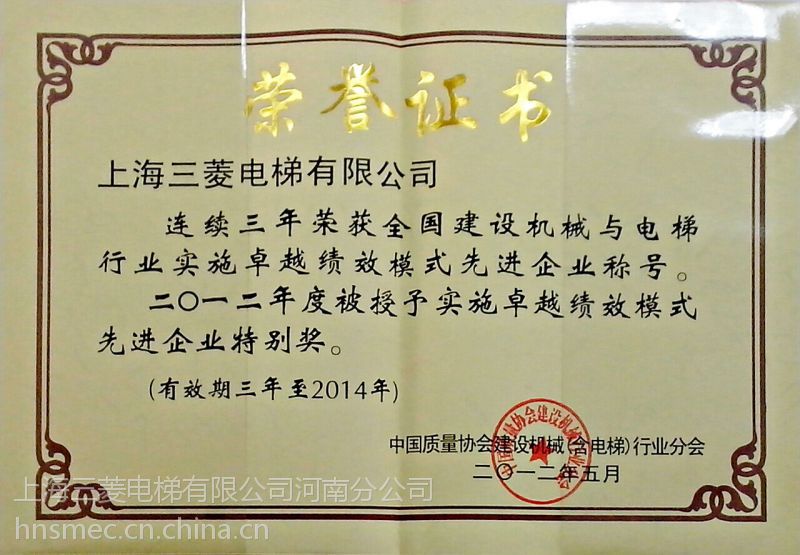 荣誉证书
上海三菱电梯有限公司
连续三年荣获全国建设机械与电梯
行业实施卓越绩效模式先进企业称号。
二〇一二年度被授予实施卓越绩效模式
先进企业特别奖。
(有效期三年至2014年)
中国质量协会建设机械(含电梯)行业分会
二〇一二年五月
上海三菱电梯有限公司河南分公司
hnsmec.cn.china.cn